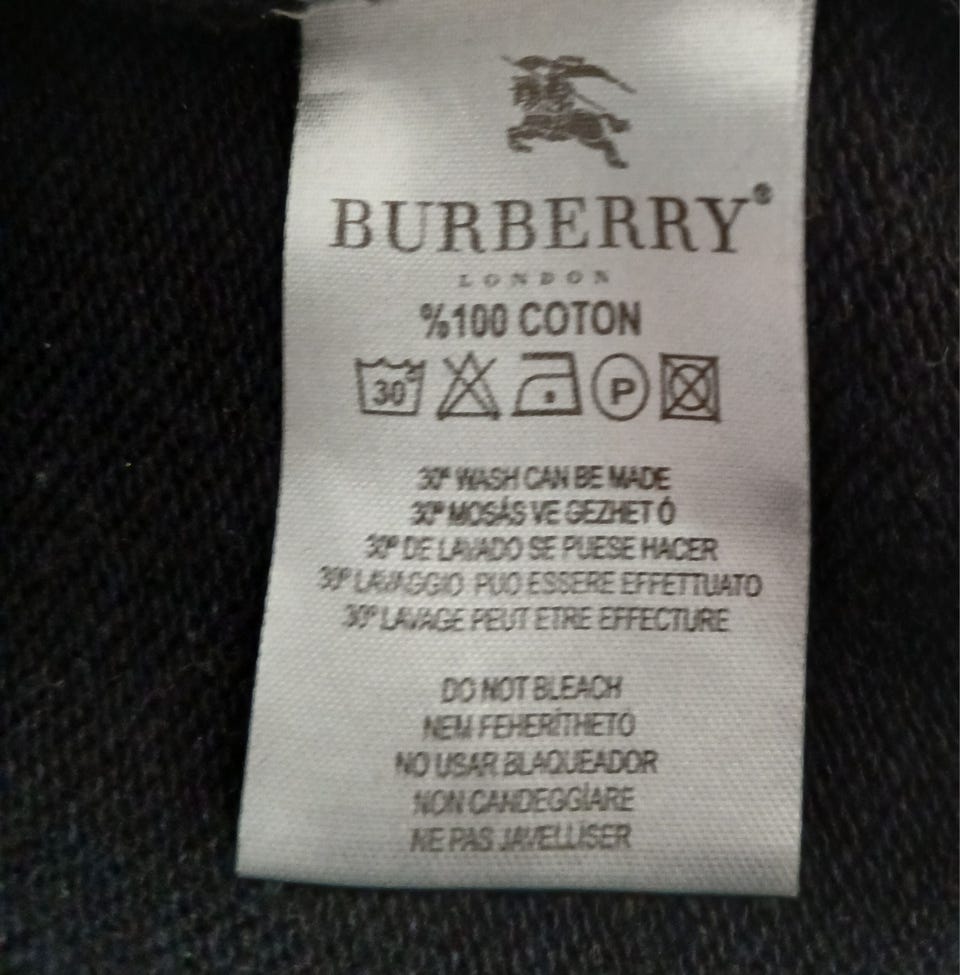 BURBERRY®
LONDON
%100 COTON
30° P
30° WASH CAN BE MADE
30° MOSÁS VE GEZHET Ó
30° DE LAVADO SE PUESE HACER
30° LAVAGGIO PUO ESSERE EFFETTUATO
30° LAVAGE PEUT ETRE EFFECTURE
DO NOT BLEACH
NEM FEHERÍTHETÓ
NO USAR BLAQUEADOR
NON CANDEGGİARE
NE PAS JAVELLISER